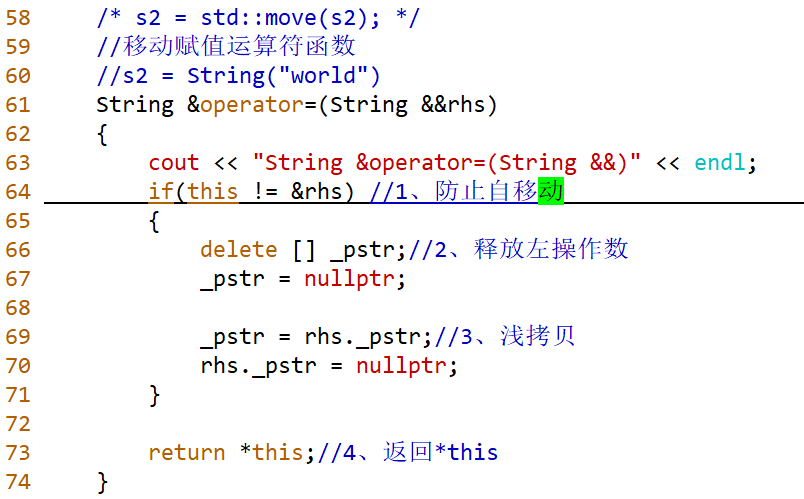 58 /* s2 = std::move(s2); */
59 //移动赋值运算符函数
60 //s2 = String("world")
61 String &operator=(String &&rhs)
62 {
63 cout << "String &operator=(String &&)" << endl;
64 if(this != &rhs) //1、防止自移动
65 {
66 delete [] _pstr;//2、释放左操作数
67 _pstr = nullptr;
68
69 _pstr = rhs._pstr;//3、浅拷贝
70 rhs._pstr = nullptr;
71 }
72
73 return *this;//4、返回*this
74 }